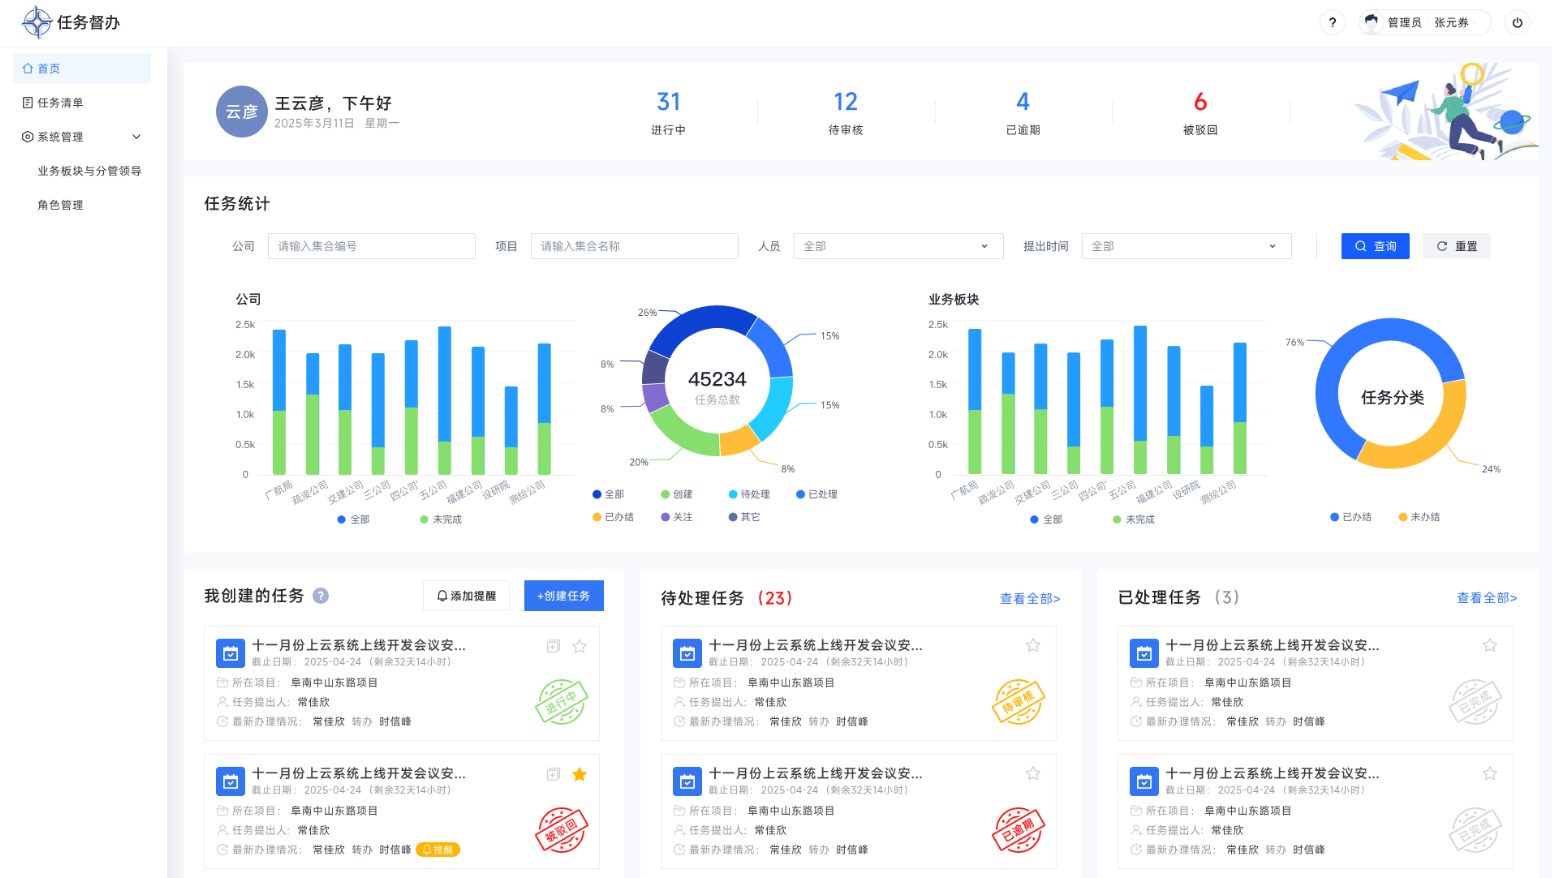 任务督办
?
管理员 张元券
首页
任务清单
系统管理
业务板块与分管领导
角色管理
云彦
王云彦，下午好
2025年3月11日 星期一
31
进行中
12
待审核
4
已逾期
6
被驳回
任务统计
公司 请输入集合编号
项目 请输入集合名称
人员 全部
提出时间 全部
查询
重置
公司
2.5k
2.0k
1.5k
1.0k
0.5k
0
广航局
疏浚公司
交建公司
三公司
四公司
五公司
福建公司
设研院
测绘公司
全部 未完成
26%
15%
8%
8%
15%
20%
8%
45234
任务总数
全部 创建 待处理 已处理
已办结 关注 其它
业务板块
2.5k
2.0k
1.5k
1.0k
0.5k
0
广航局
疏浚公司
交建公司
三公司
四公司
五公司
福建公司
设研院
测绘公司
全部 未完成
76%
任务分类
24%
已办结 未办结
我创建的任务 ?
添加提醒
+创建任务
十一月份上云系统上线开发会议安...
截止日期： 2025-04-24 （剩余32天14小时）
所在项目： 阜南中山东路项目
任务提出人: 常佳欣
最新办理情况： 常佳欣 转办 时信峰
进行中
十一月份上云系统上线开发会议安...
截止日期： 2025-04-24 （剩余32天14小时）
所在项目： 阜南中山东路项目
任务提出人: 常佳欣
最新办理情况： 常佳欣 转办 时信峰 提醒
被驳回
待处理任务 （23）
查看全部>
十一月份上云系统上线开发会议安...
截止日期： 2025-04-24 （剩余32天14小时）
所在项目： 阜南中山东路项目
任务提出人: 常佳欣
最新办理情况： 常佳欣 转办 时信峰
待审核
十一月份上云系统上线开发会议安...
截止日期： 2025-04-24 （剩余32天14小时）
所在项目： 阜南中山东路项目
任务提出人: 常佳欣
最新办理情况： 常佳欣 转办 时信峰
已逾期
已处理任务 （3）
查看全部>
十一月份上云系统上线开发会议安...
截止日期： 2025-04-24 （剩余32天14小时）
所在项目： 阜南中山东路项目
任务提出人: 常佳欣
最新办理情况： 常佳欣 转办 时信峰
已完成
十一月份上云系统上线开发会议安...
截止日期： 2025-04-24 （剩余32天14小时）
所在项目： 阜南中山东路项目
任务提出人: 常佳欣
最新办理情况： 常佳欣 转办 时信峰
已完成